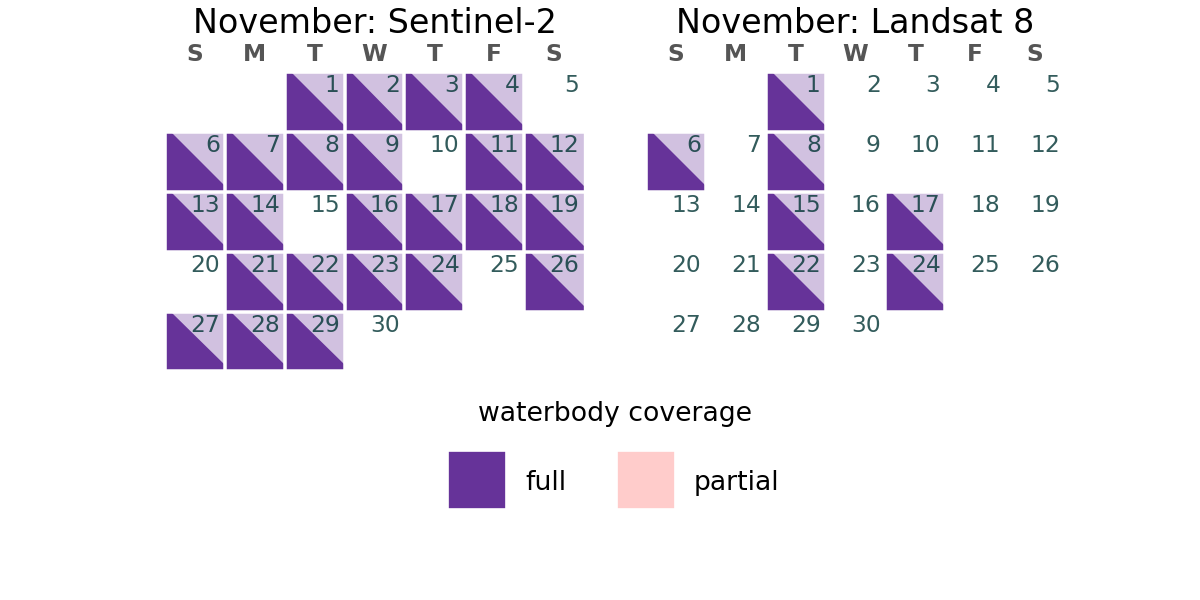 November: Sentinel-2
S M T W T F S
1 2 3 4 5
6 7 8 9 10 11 12
13 14 15 16 17 18 19
20 21 22 23 24 25 26
27 28 29 30
November: Landsat 8
S M T W T F S
1 2 3 4 5
6 7 8 9 10 11 12
13 14 15 16 17 18 19
20 21 22 23 24 25 26
27 28 29 30
waterbody coverage
full partial